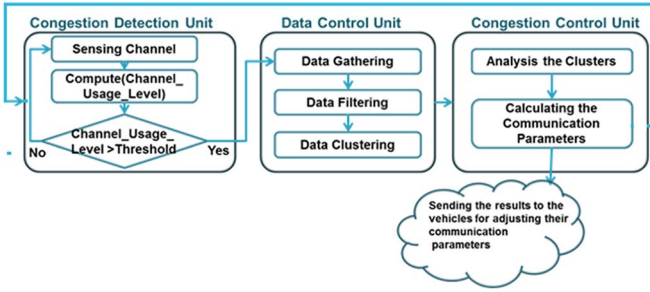 Congestion Detection Unit
Sensing Channel
Compute(Channel_
Usage_Level)
Channel_Usage_
Level >Threshold
No
Yes
Data Control Unit
Data Gathering
Data Filtering
Data Clustering
Congestion Control Unit
Analysis the Clusters
Calculating the
Communication
Parameters
Sending the results to the
vehicles for adjusting their
communication
parameters